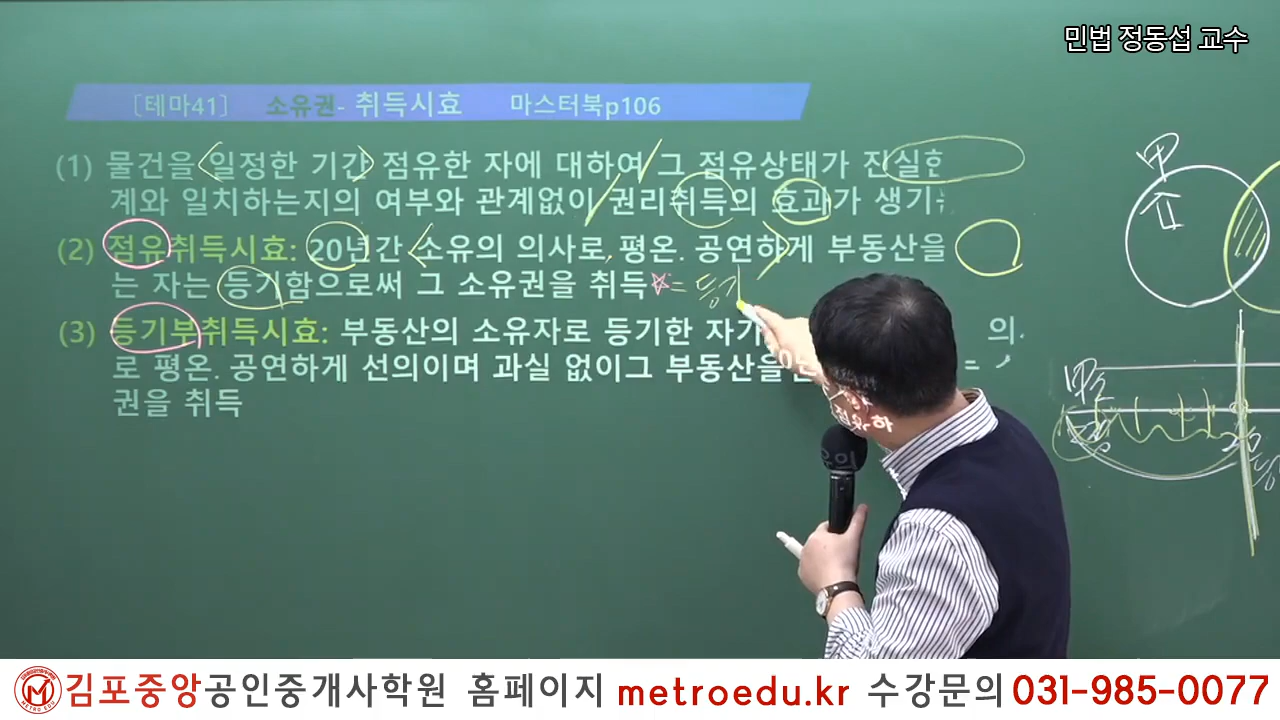 민법 정동섭 교수
[테마41] 소유권- 취득시효 마스터북p106
(1) 물건을 일정한 기간 점유한 자에 대하여 그 점유상태가 진실한
계와 일치하는지의 여부와 관계없이 권리취득의 효과가 생기
(2) 점유취득시효: 20년간 소유의 의사로, 평온. 공연하게 부동산을
는 자는 등기함으로써 그 소유권을 취득 = 등기
(3) 등기부취득시효: 부동산의 소유자로 등기한 자가 의
로 평온. 공연하게 선의이며 과실 없이그 부동산을
권을 취득
甲
甲
20
김포중앙공인중개사학원 홈페이지 metroedu.kr 수강문의 031-985-0077